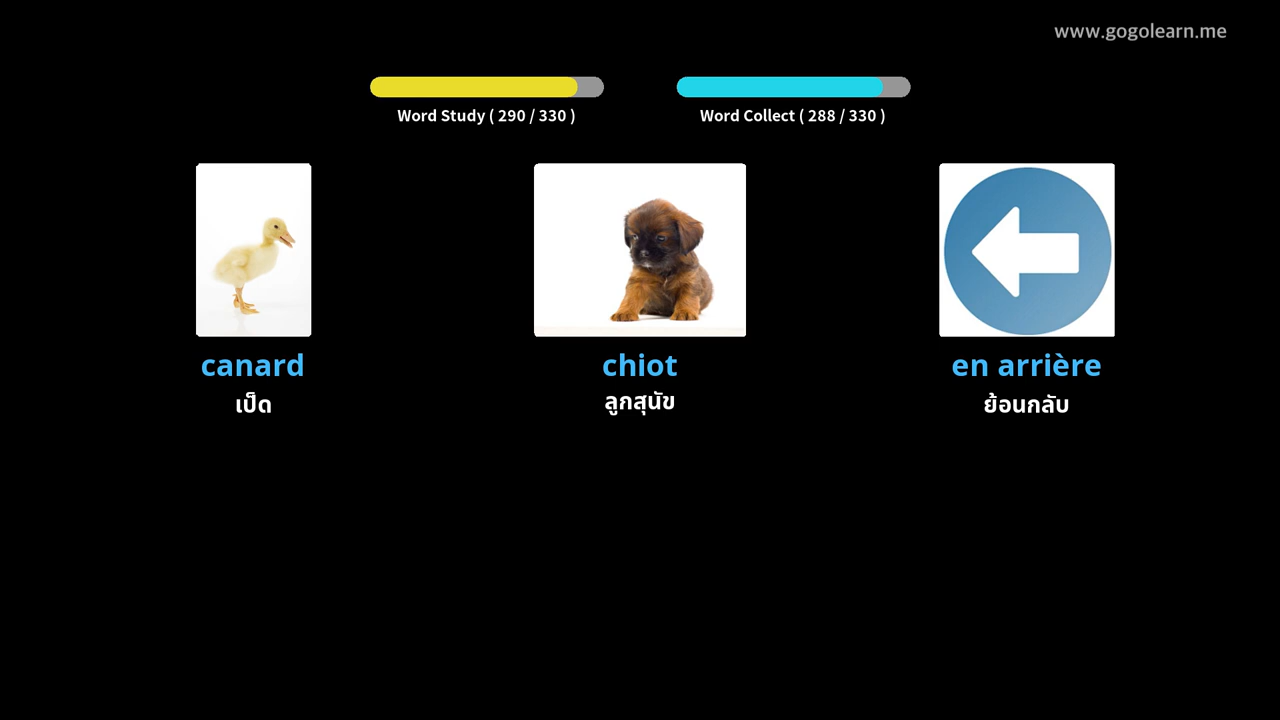 www.gogolearn.me
Word Study ( 290 / 330 )
Word Collect ( 288 / 330 )
canard
เป็ด
chiot
ลูกสุนัข
en arrière
ย้อนกลับ